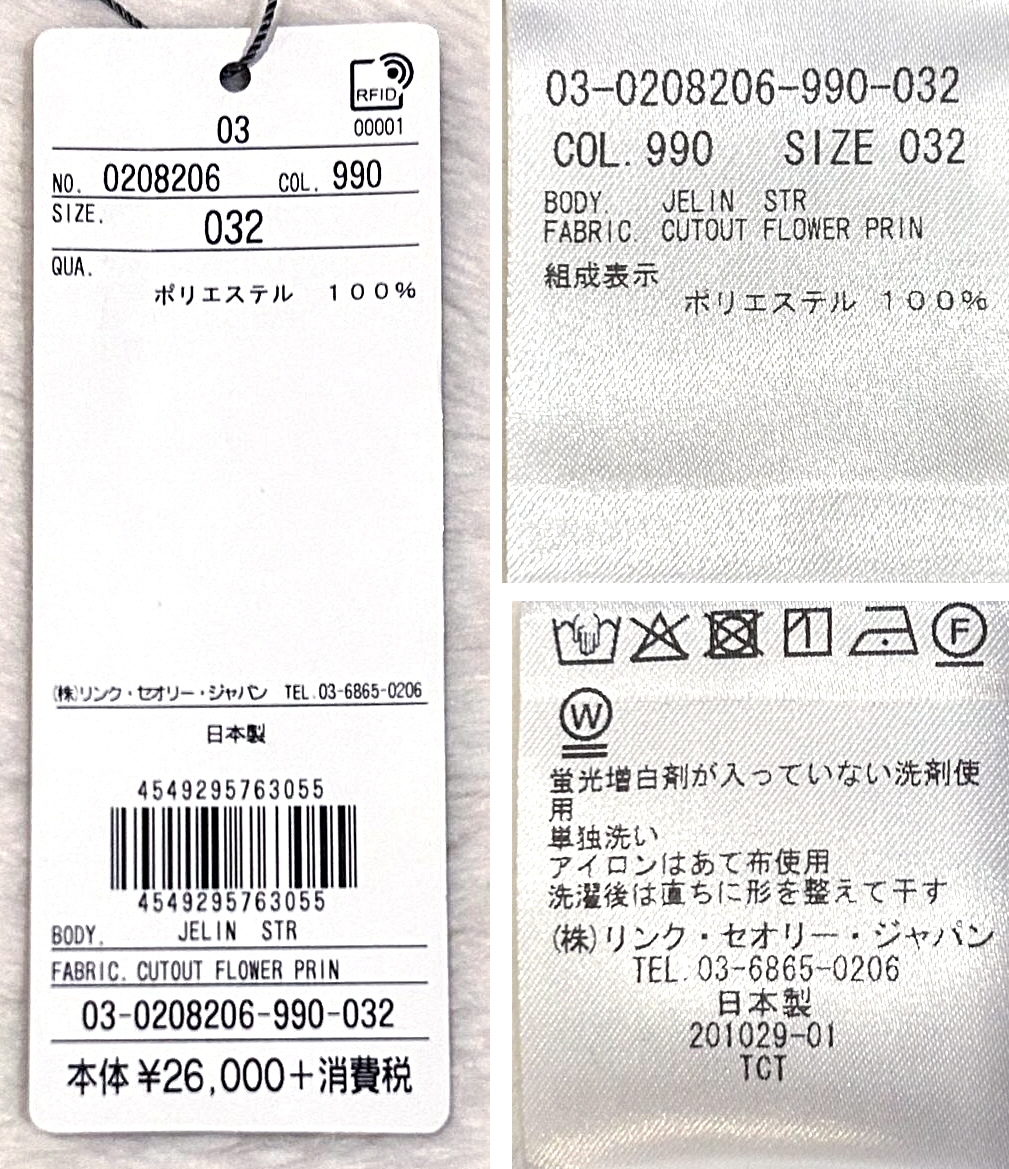 RFID
00001
03
NO. 0208206 COL. 990
SIZE. 032
QUA.
ポリエステル 100%
(株)リンク・セオリー・ジャパン TEL.03-6865-0206
日本製
4549295763055
4549295763055
BODY. JELIN STR
FABRIC. CUTOUT FLOWER PRIN
03-0208206-990-032
本体¥26,000+消費税
03-0208206-990-032
COL. 990 SIZE 032
BODY. JELIN STR
FABRIC. CUTOUT FLOWER PRIN
組成表示
ポリエステル 100%
F
W
蛍光増白剤が入っていない洗剤使
用
単独洗い
アイロンはあて布使用
洗濯後は直ちに形を整えて干す
(株)リンク・セオリー・ジャパン
TEL.03-6865-0206
日本製
201029-01
TCT